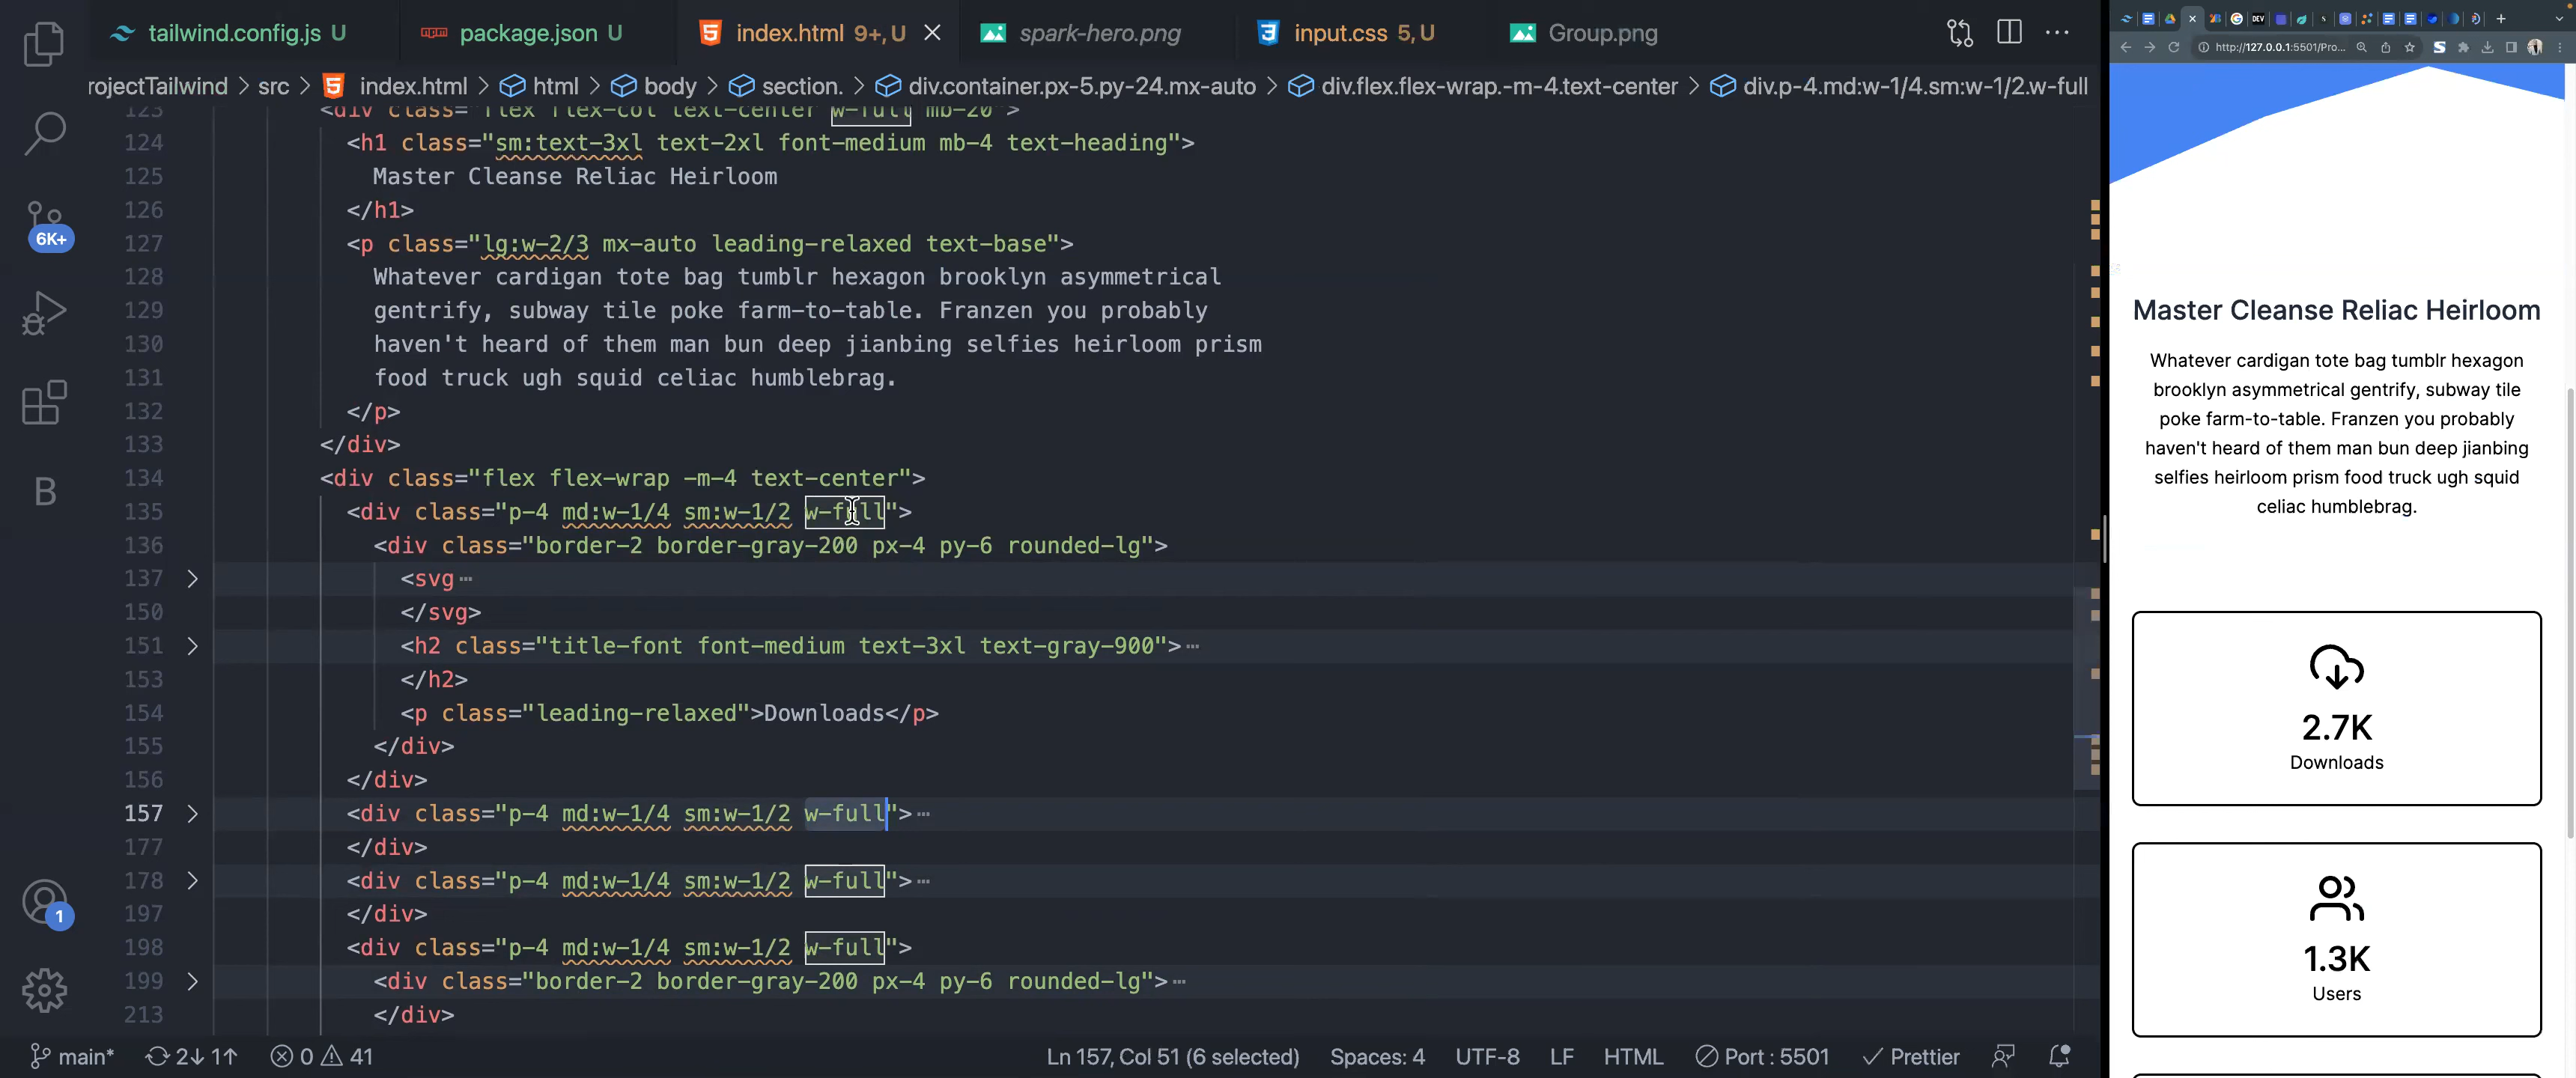 tailwind.config.js U
package.json U
index.html 9+, U
spark-hero.png
input.css 5, U
Group.png
rojectTailwind > src > index.html > html > body > section. > div.container.px-5.py-24.mx-auto > div.flex.flex-wrap.-m-4.text-center > div.p-4.md:w-1/4.sm:w-1/2.w-full
123 <div class="flex flex-col text-center w-full mb-20">
124 <h1 class="sm:text-3xl text-2xl font-medium mb-4 text-heading">
125 Master Cleanse Reliac Heirloom
126 </h1>
127 <p class="lg:w-2/3 mx-auto leading-relaxed text-base">
128 Whatever cardigan tote bag tumblr hexagon brooklyn asymmetrical
129 gentrify, subway tile poke farm-to-table. Franzen you probably
130 haven't heard of them man bun deep jianbing selfies heirloom prism
131 food truck ugh squid celiac humblebrag.
132 </p>
133 </div>
134 <div class="flex flex-wrap -m-4 text-center">
135 <div class="p-4 md:w-1/4 sm:w-1/2 w-full">
136 <div class="border-2 border-gray-200 px-4 py-6 rounded-lg">
137 <svg⋯
150 </svg>
151 <h2 class="title-font font-medium text-3xl text-gray-900">⋯
153 </h2>
154 <p class="leading-relaxed">Downloads</p>
155 </div>
156 </div>
157 <div class="p-4 md:w-1/4 sm:w-1/2 w-full">⋯
177 </div>
178 <div class="p-4 md:w-1/4 sm:w-1/2 w-full">⋯
197 </div>
198 <div class="p-4 md:w-1/4 sm:w-1/2 w-full">
199 <div class="border-2 border-gray-200 px-4 py-6 rounded-lg">⋯
213 </div>
6K+
B
1
main* 2↓ 1↑ 0 41
Ln 157, Col 51 (6 selected) Spaces: 4 UTF-8 LF HTML Port : 5501 Prettier
http://127.0.0.1:5501/Pro...
Master Cleanse Reliac Heirloom
Whatever cardigan tote bag tumblr hexagon
brooklyn asymmetrical gentrify, subway tile
poke farm-to-table. Franzen you probably
haven't heard of them man bun deep jianbing
selfies heirloom prism food truck ugh squid
celiac humblebrag.
2.7K
Downloads
1.3K
Users